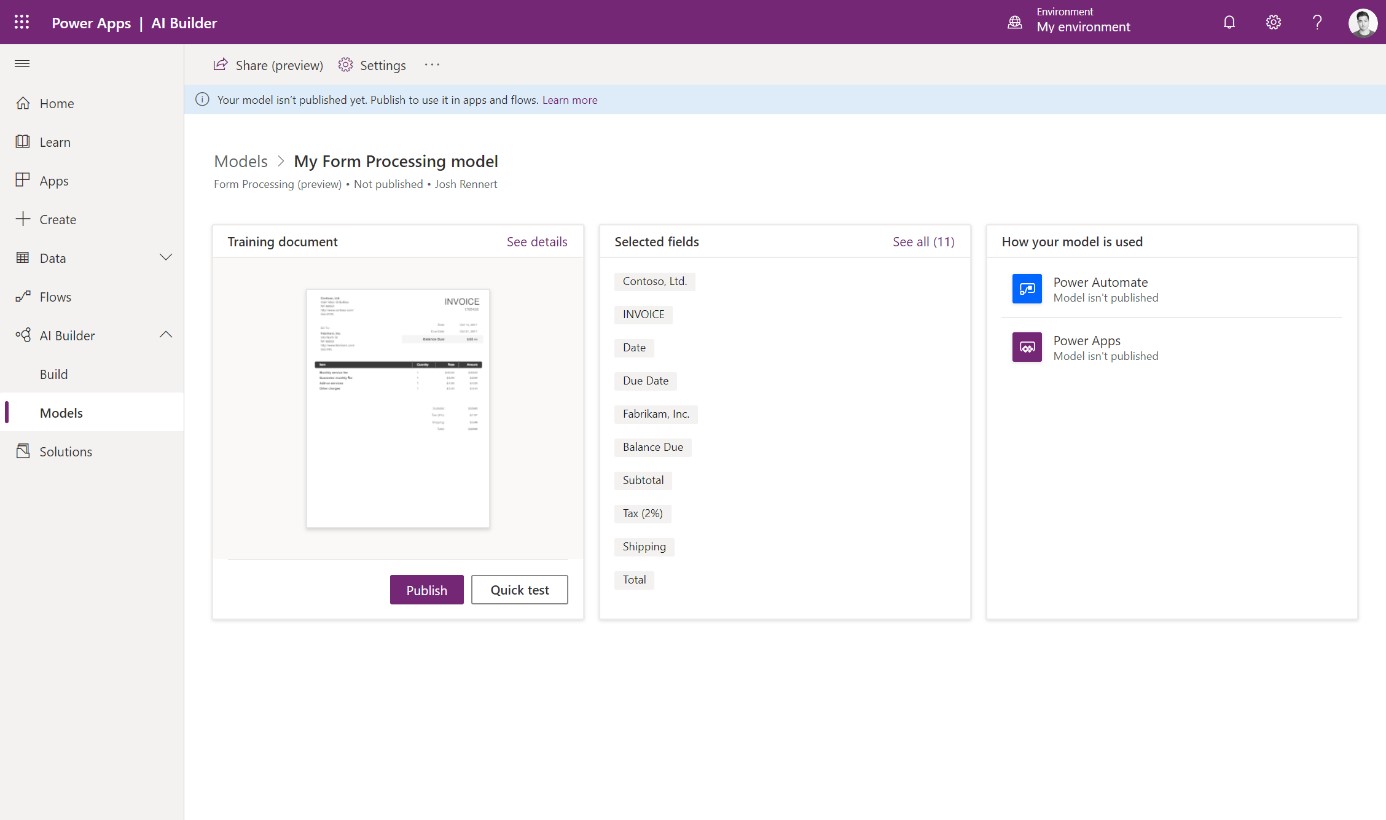 Power Apps | AI Builder
Environment
My environment
Share (preview)
Settings
Your model isn't published yet. Publish to use it in apps and flows. Learn more
Home
Learn
Apps
Create
Data
Flows
AI Builder
Build
Models
Solutions
Models > My Form Processing model
Form Processing (preview) • Not published • Josh Rennert
Training document
See details
INVOICE
Publish
Quick test
Selected fields
See all (11)
Contoso, Ltd.
INVOICE
Date
Due Date
Fabrikam, Inc.
Balance Due
Subtotal
Tax (2%)
Shipping
Total
How your model is used
Power Automate
Model isn't published
Power Apps
Model isn't published